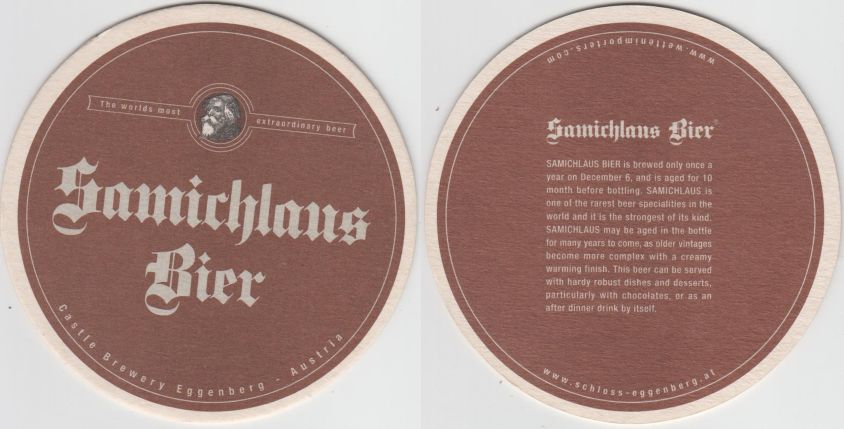 The worlds most extraordinary beer
Samichlaus
Bier
Castle Brewery Eggenberg - Austria
www.wettenimporters.com
Samichlaus Bier®
SAMICHLAUS BIER is brewed only once a
year on December 6, and is aged for 10
month before bottling. SAMICHLAUS is
one of the rarest beer specialities in the
world and it is the strongest of its kind.
SAMICHLAUS may be aged in the bottle
for many years to come, as older vintages
become more complex with a creamy
warming finish. This beer can be served
with hardy robust dishes and desserts,
particularly with chocolates, or as an
after dinner drink by itself.
www.schloss-eggenberg.at